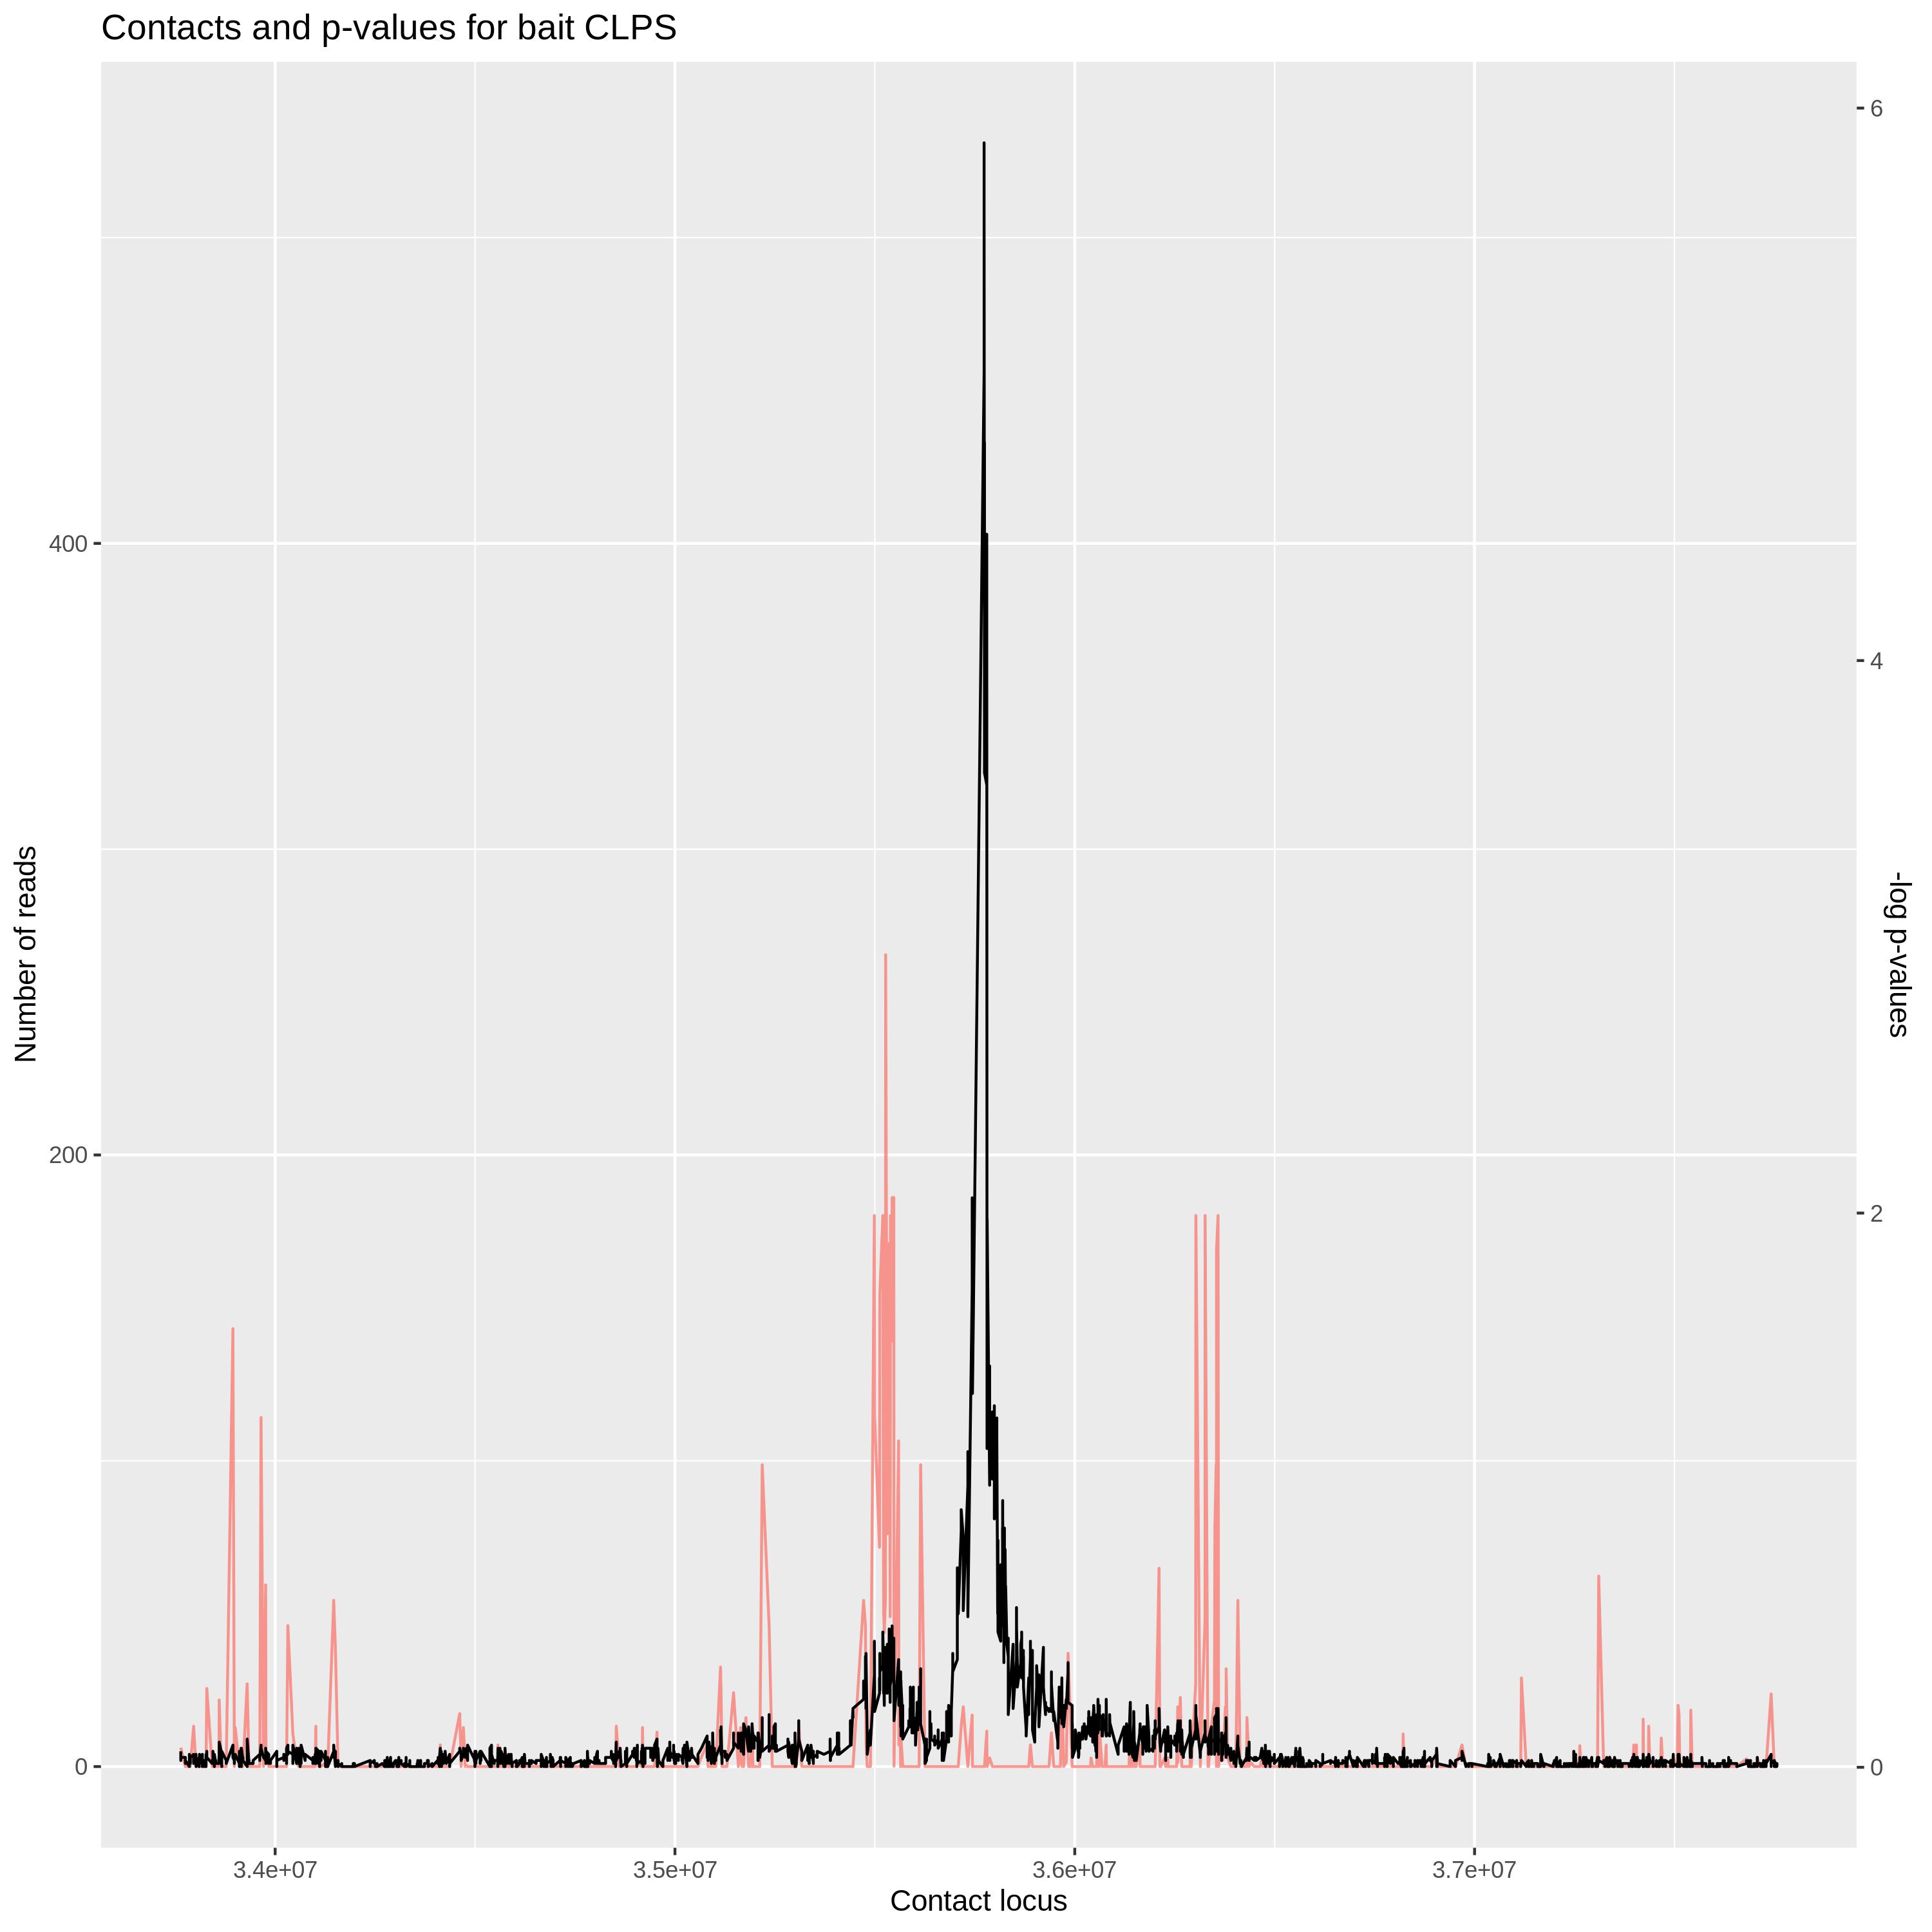 Contacts and p-values for bait CLPS
6
400
4
Number of reads
-log p-values
200
2
0
0
3.4e+07
3.5e+07
3.6e+07
3.7e+07
Contact locus